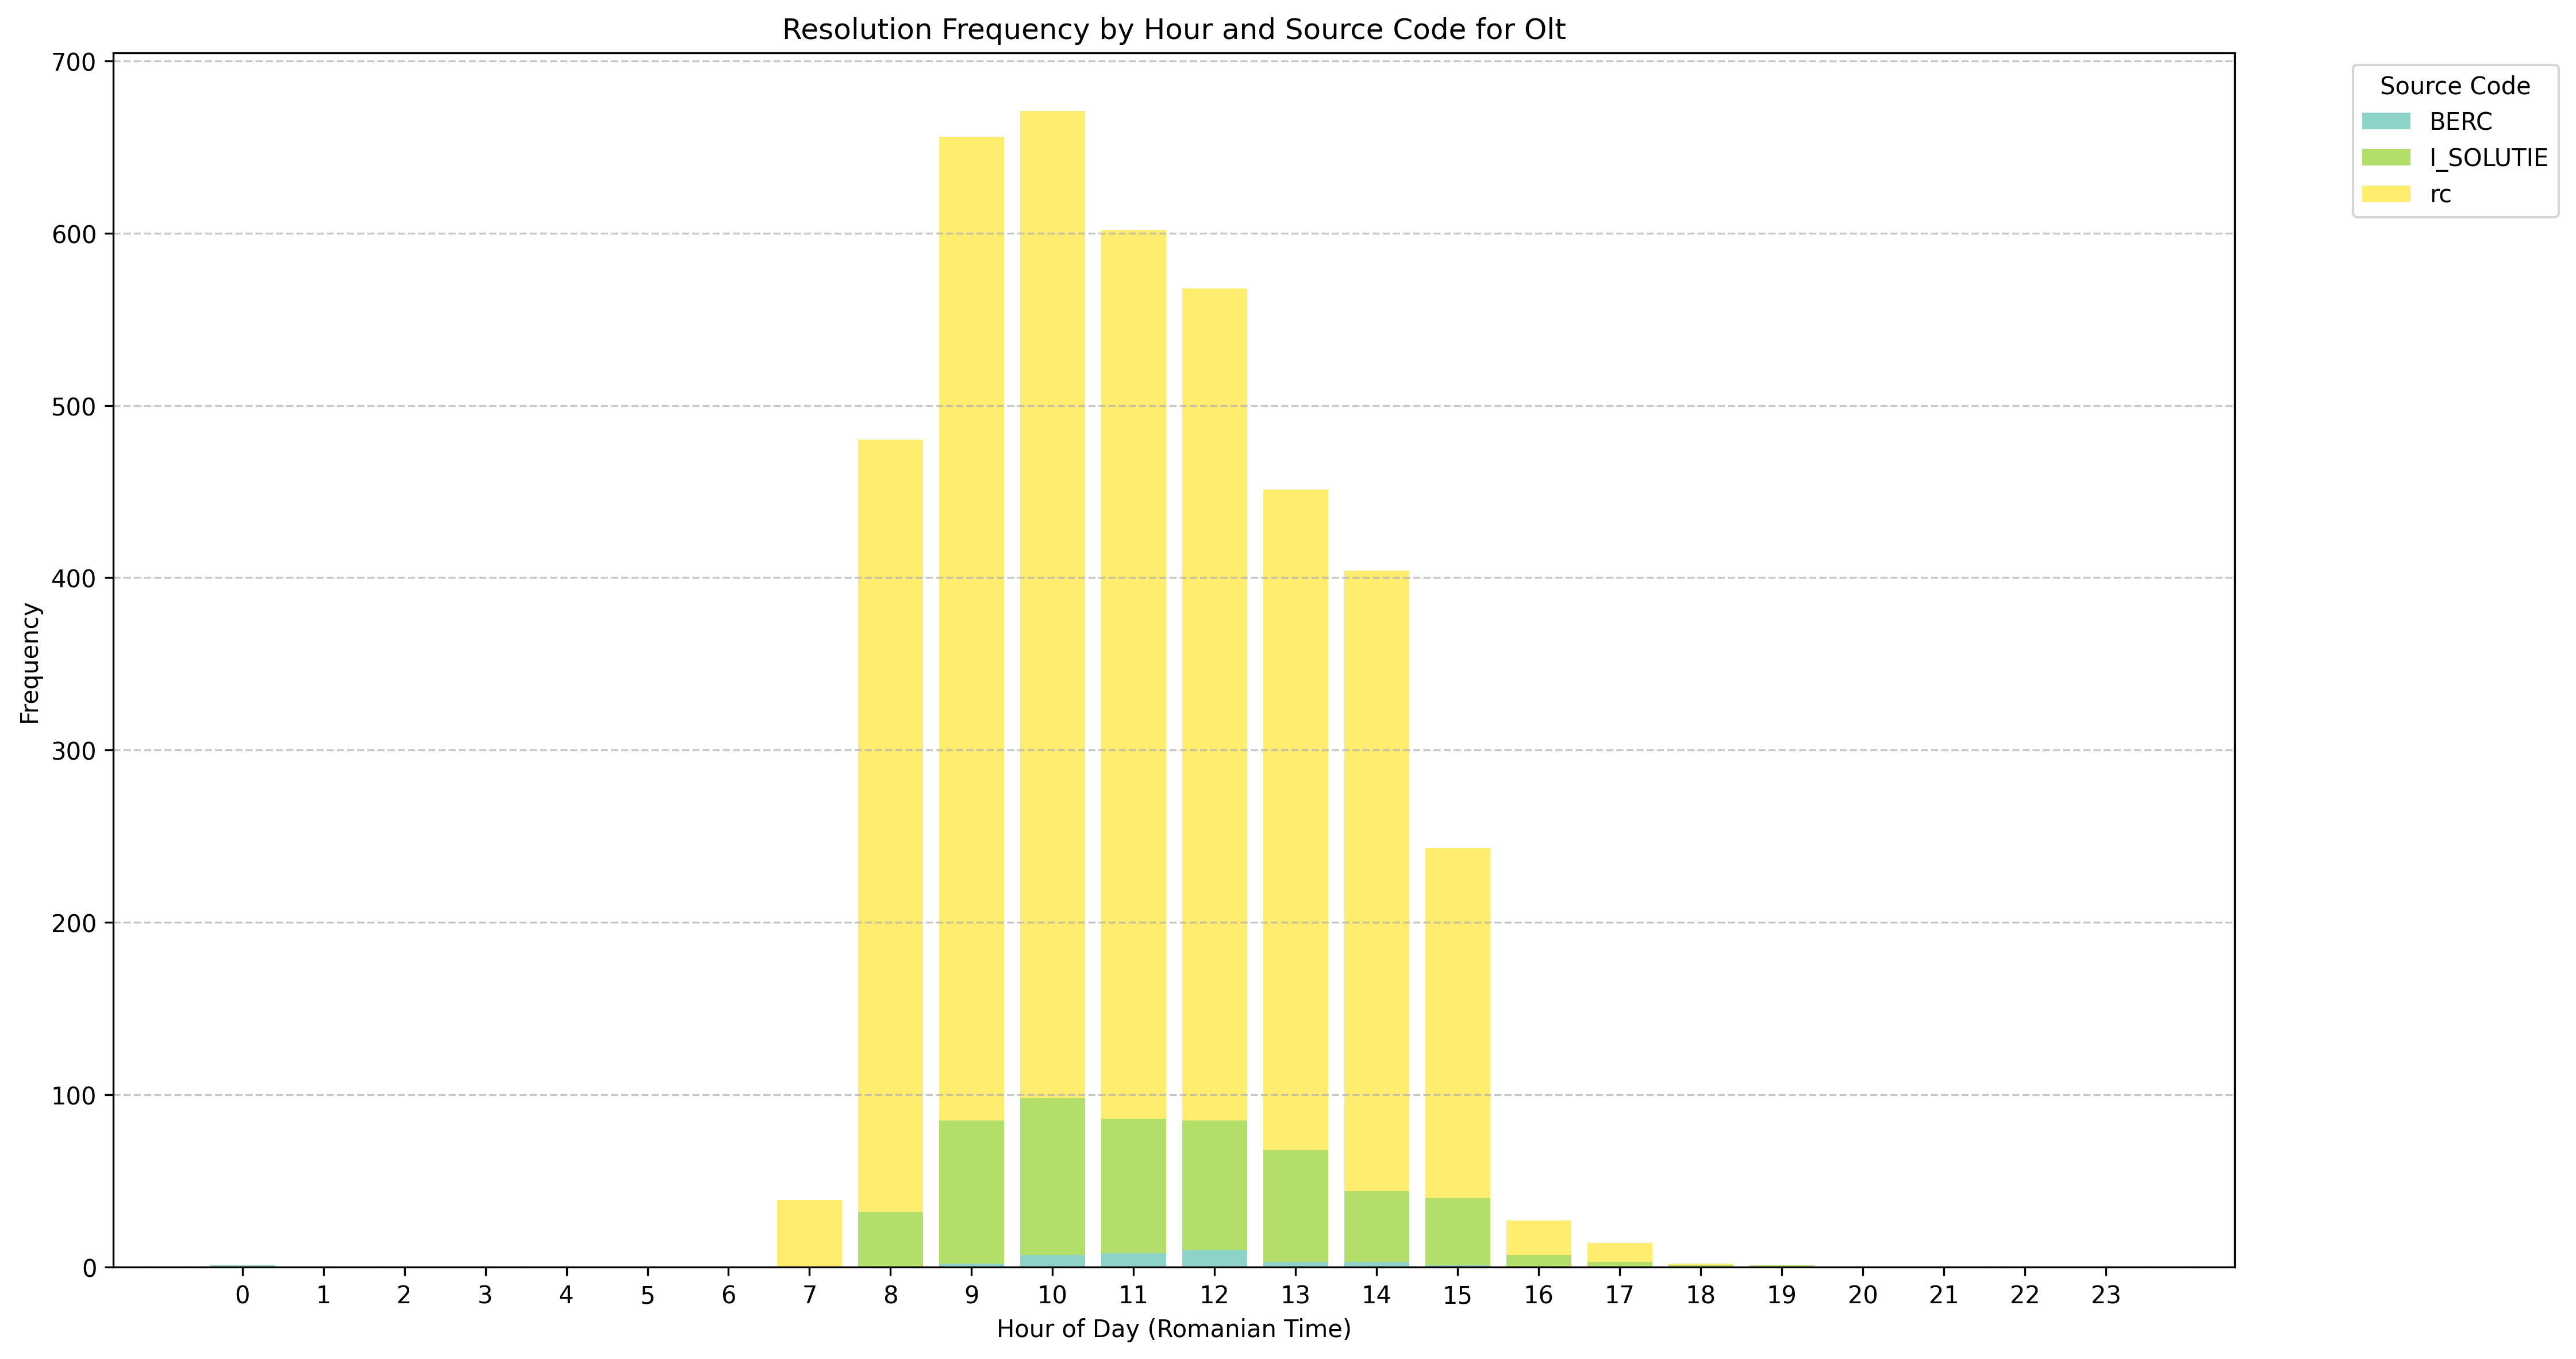 Resolution Frequency by Hour and Source Code for Olt
Source Code
BERC
I_SOLUTIE
rc
Frequency
700
600
500
400
300
200
100
0
0 1 2 3 4 5 6 7 8 9 10 11 12 13 14 15 16 17 18 19 20 21 22 23
Hour of Day (Romanian Time)